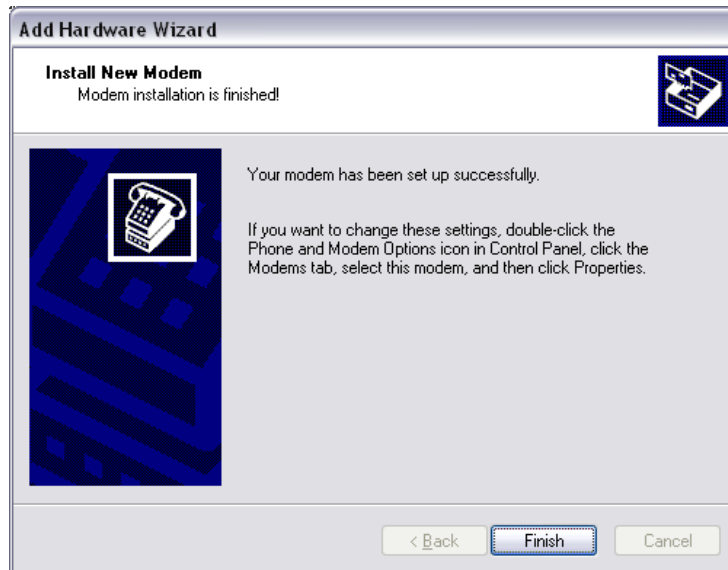 Add Hardware Wizard
Install New Modem
Modem installation is finished!
Your modem has been set up successfully.
If you want to change these settings, double-click the
Phone and Modem Options icon in Control Panel, click the
Modems tab, select this modem, and then click Properties.
< Back
Finish
Cancel